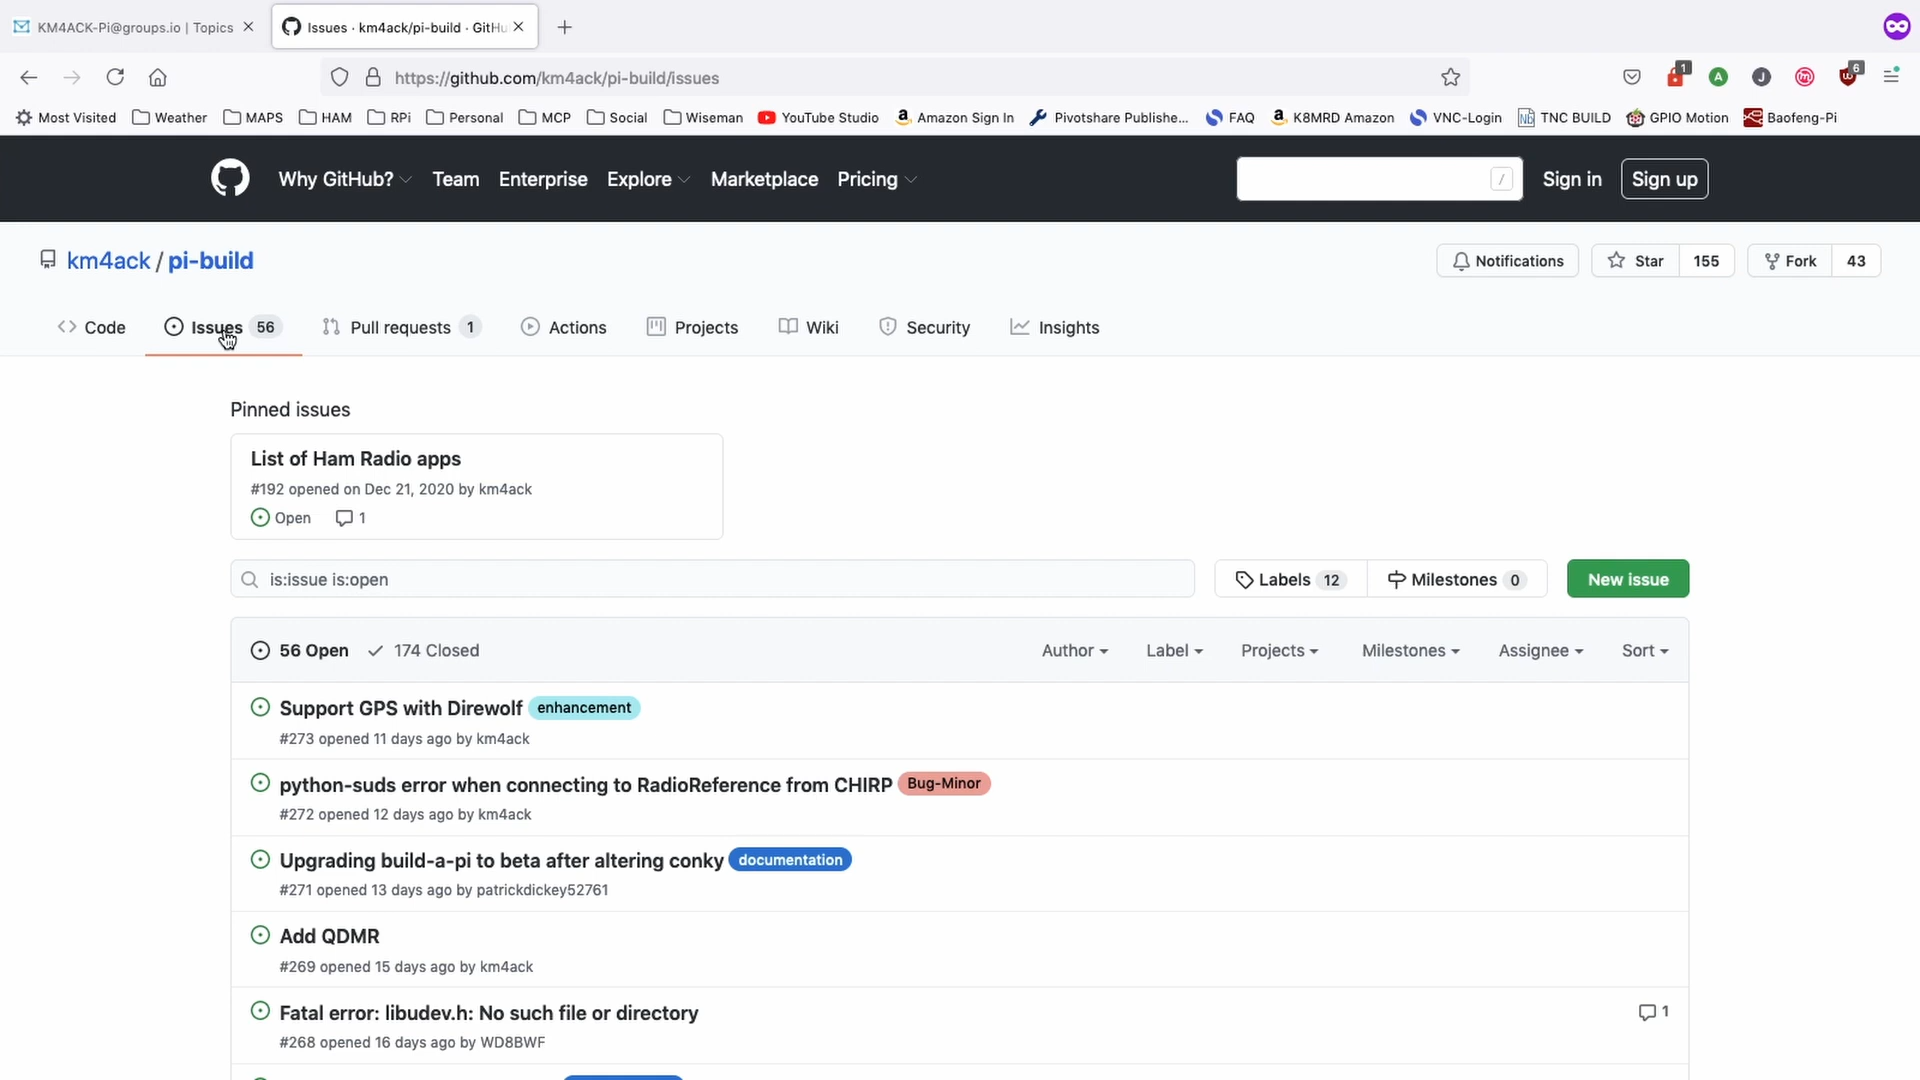 KM4ACK-Pi@groups.io | Topics
Issues · km4ack/pi-build · GitHu
https://github.com/km4ack/pi-build/issues
1
A
J
m
6
Most Visited
Weather
MAPS
HAM
RPi
Personal
MCP
Social
Wiseman
YouTube Studio
Amazon Sign In
Pivotshare Publishe...
FAQ
K8MRD Amazon
VNC-Login
TNC BUILD
GPIO Motion
Baofeng-Pi
Why GitHub?
Team
Enterprise
Explore
Marketplace
Pricing
/
Sign in
Sign up
km4ack / pi-build
Notifications
Star 155
Fork 43
Code
Issues 56
Pull requests 1
Actions
Projects
Wiki
Security
Insights
Pinned issues
List of Ham Radio apps
#192 opened on Dec 21, 2020 by km4ack
Open 1
is:issue is:open
Labels 12
Milestones 0
New issue
56 Open
174 Closed
Author
Label
Projects
Milestones
Assignee
Sort
Support GPS with Direwolf enhancement
#273 opened 11 days ago by km4ack
python-suds error when connecting to RadioReference from CHIRP Bug-Minor
#272 opened 12 days ago by km4ack
Upgrading build-a-pi to beta after altering conky documentation
#271 opened 13 days ago by patrickdickey52761
Add QDMR
#269 opened 15 days ago by km4ack
Fatal error: libudev.h: No such file or directory
1
#268 opened 16 days ago by WD8BWF